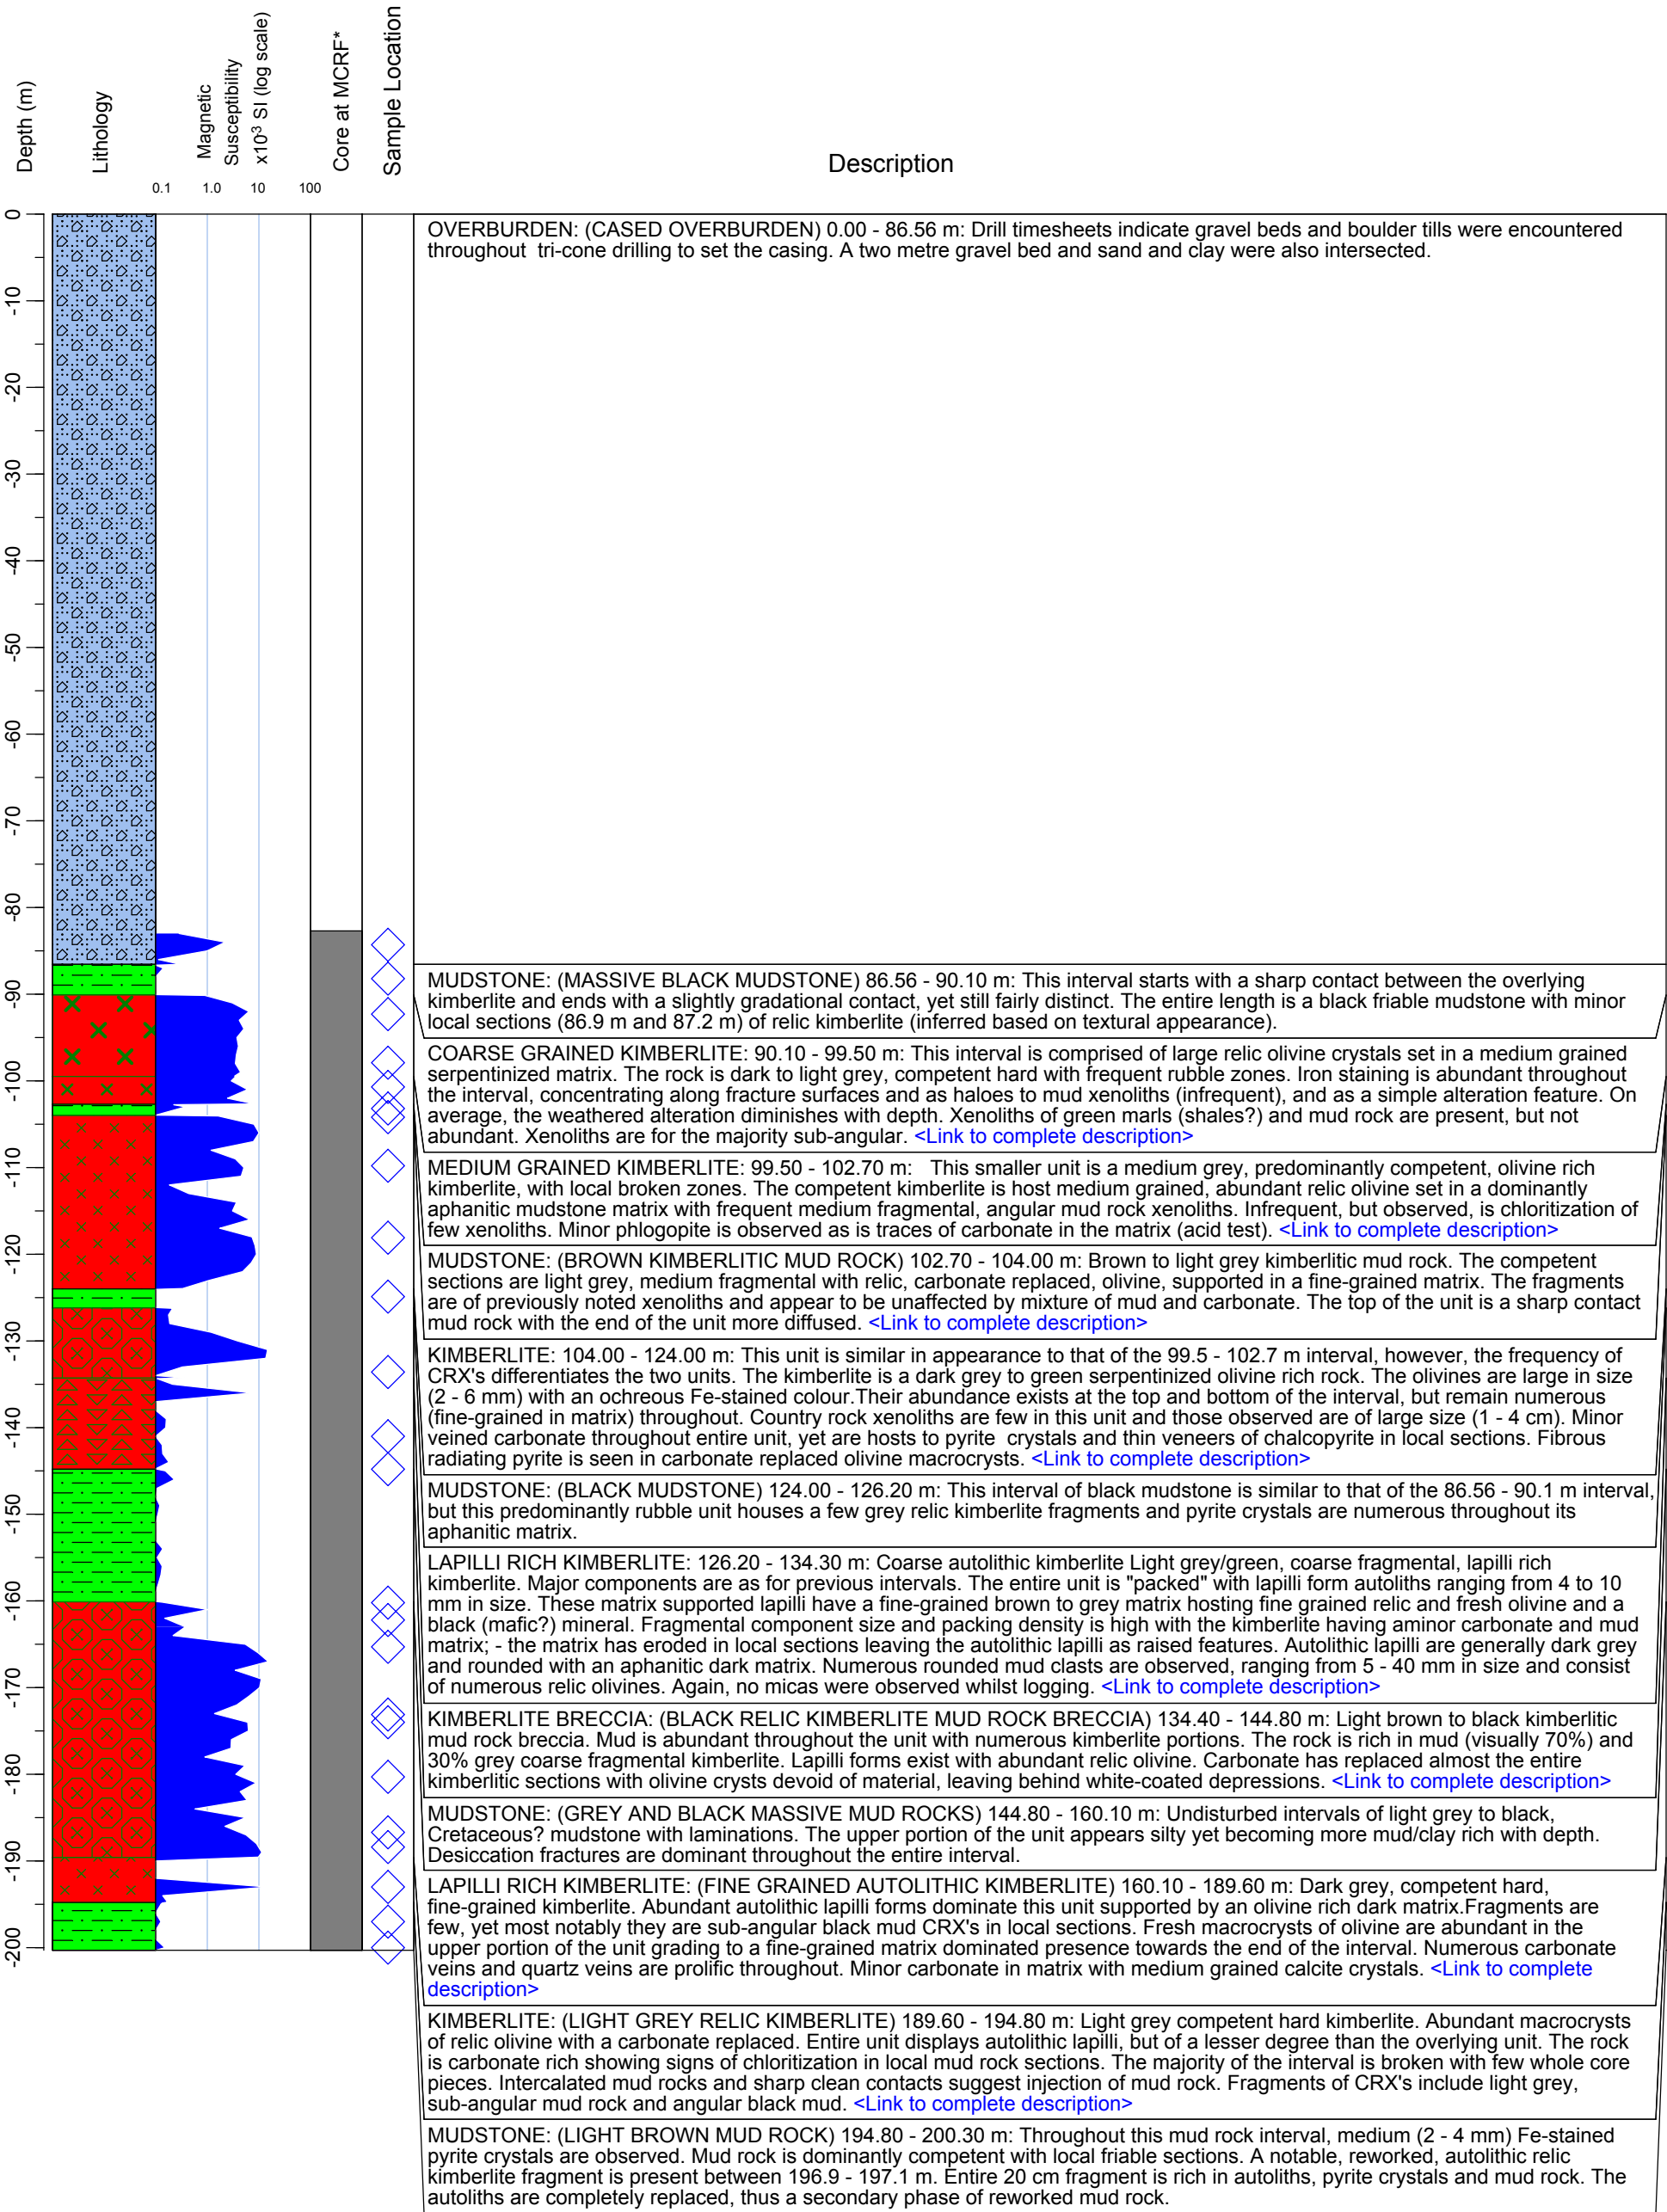 Depth (m)
Lithology
Magnetic
Susceptibility
x10³ SI (log scale)
Core at MCRF*
Sample Location
Description
0.1 1.0 10 100
0
-10
-20
-30
-40
-50
-60
-70
-80
-90
-100
-110
-120
-130
-140
-150
-160
-170
-180
-190
-200
OVERBURDEN: (CASED OVERBURDEN) 0.00 - 86.56 m: Drill timesheets indicate gravel beds and boulder tills were encountered
throughout tri-cone drilling to set the casing. A two metre gravel bed and sand and clay were also intersected.
MUDSTONE: (MASSIVE BLACK MUDSTONE) 86.56 - 90.10 m: This interval starts with a sharp contact between the overlying
kimberlite and ends with a slightly gradational contact, yet still fairly distinct. The entire length is a black friable mudstone with minor
local sections (86.9 m and 87.2 m) of relic kimberlite (inferred based on textural appearance).
COARSE GRAINED KIMBERLITE: 90.10 - 99.50 m: This interval is comprised of large relic olivine crystals set in a medium grained
serpentinized matrix. The rock is dark to light grey, competent hard with frequent rubble zones. Iron staining is abundant throughout
the interval, concentrating along fracture surfaces and as haloes to mud xenoliths (infrequent), and as a simple alteration feature. On
average, the weathered alteration diminishes with depth. Xenoliths of green marls (shales?) and mud rock are present, but not
abundant. Xenoliths are for the majority sub-angular. <Link to complete description>
MEDIUM GRAINED KIMBERLITE: 99.50 - 102.70 m: This smaller unit is a medium grey, predominantly competent, olivine rich
kimberlite, with local broken zones. The competent kimberlite is host medium grained, abundant relic olivine set in a dominantly
aphanitic mudstone matrix with frequent medium fragmental, angular mud rock xenoliths. Infrequent, but observed, is chloritization of
few xenoliths. Minor phlogopite is observed as is traces of carbonate in the matrix (acid test). <Link to complete description>
MUDSTONE: (BROWN KIMBERLITIC MUD ROCK) 102.70 - 104.00 m: Brown to light grey kimberlitic mud rock. The competent
sections are light grey, medium fragmental with relic, carbonate replaced, olivine, supported in a fine-grained matrix. The fragments
are of previously noted xenoliths and appear to be unaffected by mixture of mud and carbonate. The top of the unit is a sharp contact
mud rock with the end of the unit more diffused. <Link to complete description>
KIMBERLITE: 104.00 - 124.00 m: This unit is similar in appearance to that of the 99.5 - 102.7 m interval, however, the frequency of
CRX's differentiates the two units. The kimberlite is a dark grey to green serpentinized olivine rich rock. The olivines are large in size
(2 - 6 mm) with an ochreous Fe-stained colour.Their abundance exists at the top and bottom of the interval, but remain numerous
(fine-grained in matrix) throughout. Country rock xenoliths are few in this unit and those observed are of large size (1 - 4 cm). Minor
veined carbonate throughout entire unit, yet are hosts to pyrite crystals and thin veneers of chalcopyrite in local sections. Fibrous
radiating pyrite is seen in carbonate replaced olivine macrocrysts. <Link to complete description>
MUDSTONE: (BLACK MUDSTONE) 124.00 - 126.20 m: This interval of black mudstone is similar to that of the 86.56 - 90.1 m interval,
but this predominantly rubble unit houses a few grey relic kimberlite fragments and pyrite crystals are numerous throughout its
aphanitic matrix.
LAPILLI RICH KIMBERLITE: 126.20 - 134.30 m: Coarse autolithic kimberlite Light grey/green, coarse fragmental, lapilli rich
kimberlite. Major components are as for previous intervals. The entire unit is "packed" with lapilli form autoliths ranging from 4 to 10
mm in size. These matrix supported lapilli have a fine-grained brown to grey matrix hosting fine grained relic and fresh olivine and a
black (mafic?) mineral. Fragmental component size and packing density is high with the kimberlite having aminor carbonate and mud
matrix; - the matrix has eroded in local sections leaving the autolithic lapilli as raised features. Autolithic lapilli are generally dark grey
and rounded with an aphanitic dark matrix. Numerous rounded mud clasts are observed, ranging from 5 - 40 mm in size and consist
of numerous relic olivines. Again, no micas were observed whilst logging. <Link to complete description>
KIMBERLITE BRECCIA: (BLACK RELIC KIMBERLITE MUD ROCK BRECCIA) 134.40 - 144.80 m: Light brown to black kimberlitic
mud rock breccia. Mud is abundant throughout the unit with numerous kimberlite portions. The rock is rich in mud (visually 70%) and
30% grey coarse fragmental kimberlite. Lapilli forms exist with abundant relic olivine. Carbonate has replaced almost the entire
kimberlitic sections with olivine crysts devoid of material, leaving behind white-coated depressions. <Link to complete description>
MUDSTONE: (GREY AND BLACK MASSIVE MUD ROCKS) 144.80 - 160.10 m: Undisturbed intervals of light grey to black,
Cretaceous? mudstone with laminations. The upper portion of the unit appears silty yet becoming more mud/clay rich with depth.
Desiccation fractures are dominant throughout the entire interval.
LAPILLI RICH KIMBERLITE: (FINE GRAINED AUTOLITHIC KIMBERLITE) 160.10 - 189.60 m: Dark grey, competent hard,
fine-grained kimberlite. Abundant autolithic lapilli forms dominate this unit supported by an olivine rich dark matrix.Fragments are
few, yet most notably they are sub-angular black mud CRX's in local sections. Fresh macrocrysts of olivine are abundant in the
upper portion of the unit grading to a fine-grained matrix dominated presence towards the end of the interval. Numerous carbonate
veins and quartz veins are prolific throughout. Minor carbonate in matrix with medium grained calcite crystals. <Link to complete
description>
KIMBERLITE: (LIGHT GREY RELIC KIMBERLITE) 189.60 - 194.80 m: Light grey competent hard kimberlite. Abundant macrocrysts
of relic olivine with a carbonate replaced. Entire unit displays autolithic lapilli, but of a lesser degree than the overlying unit. The rock
is carbonate rich showing signs of chloritization in local mud rock sections. The majority of the interval is broken with few whole core
pieces. Intercalated mud rocks and sharp clean contacts suggest injection of mud rock. Fragments of CRX's include light grey,
sub-angular mud rock and angular black mud. <Link to complete description>
MUDSTONE: (LIGHT BROWN MUD ROCK) 194.80 - 200.30 m: Throughout this mud rock interval, medium (2 - 4 mm) Fe-stained
pyrite crystals are observed. Mud rock is dominantly competent with local friable sections. A notable, reworked, autolithic relic
kimberlite fragment is present between 196.9 - 197.1 m. Entire 20 cm fragment is rich in autoliths, pyrite crystals and mud rock. The
autoliths are completely replaced, thus a secondary phase of reworked mud rock.